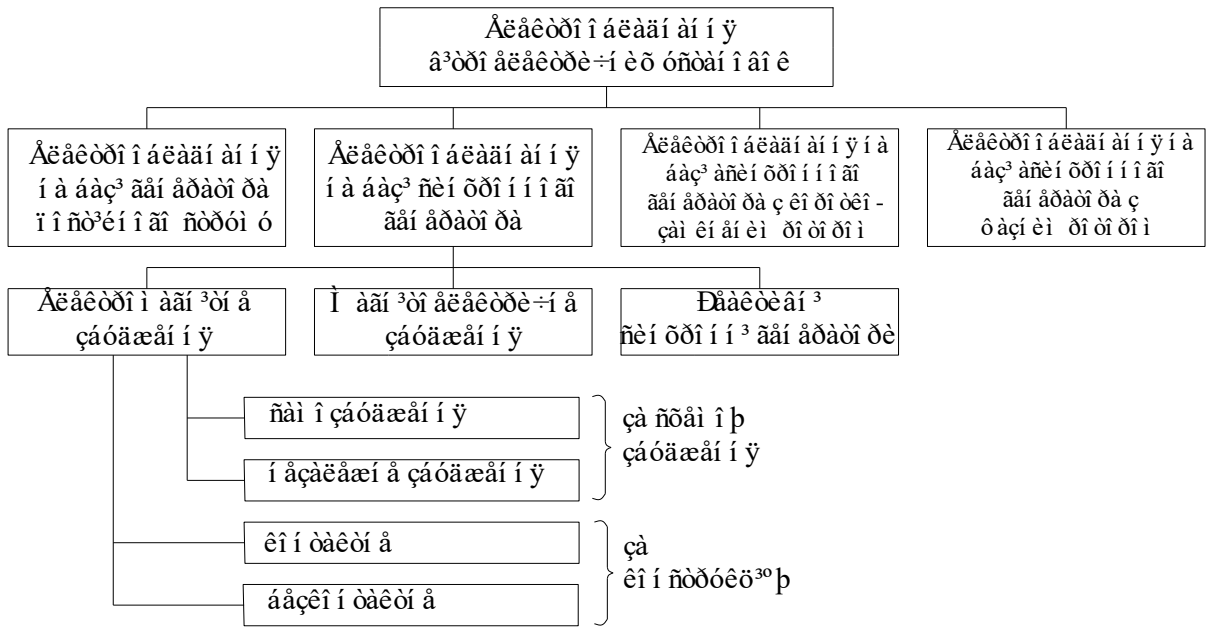 Åëåêòðî î áëàäí àí í ÿ
â³òðî åëåêòðè÷í èõ óñòàí î âî ê
Åëåêòðî î áëàäí àí í ÿ
í à áàç³ ãåí åðàòî ðà
ï î ñò³éí î ãî ñòðóì ó
Åëåêòðî î áëàäí àí í ÿ
í à áàç³ ñèí õðî í í î ãî
ãåí åðàòî ðà
Åëåêòðî î áëàäí àí í ÿ í à
áàç³ àñèí õðî í í î ãî
ãåí åðàòî ðà ç êî ðî òêî -
çàì êí åí èì ðî òî ðî ì
Åëåêòðî î áëàäí àí í ÿ í à
áàç³ àñèí õðî í í î ãî
ãåí åðàòî ðà ç
ô àçí èì ðî òî ðî ì
Åëåêòðî ì àãí ³òí å
çáóäæåí í ÿ
Ì àãí ³òî åëåêòðè÷í å
çáóäæåí í ÿ
Ðåàêòèâí ³
ñèí õðî í í ³ ãåí åðàòî ðè
ñàì î çáóäæåí í ÿ
í åçàëåæí å çáóäæåí í ÿ
çà ñõåì î þ
çáóäæåí í ÿ
êî í òàêòí å
áåçêî í òàêòí å
çà
êî í ñòðóêö³º þ